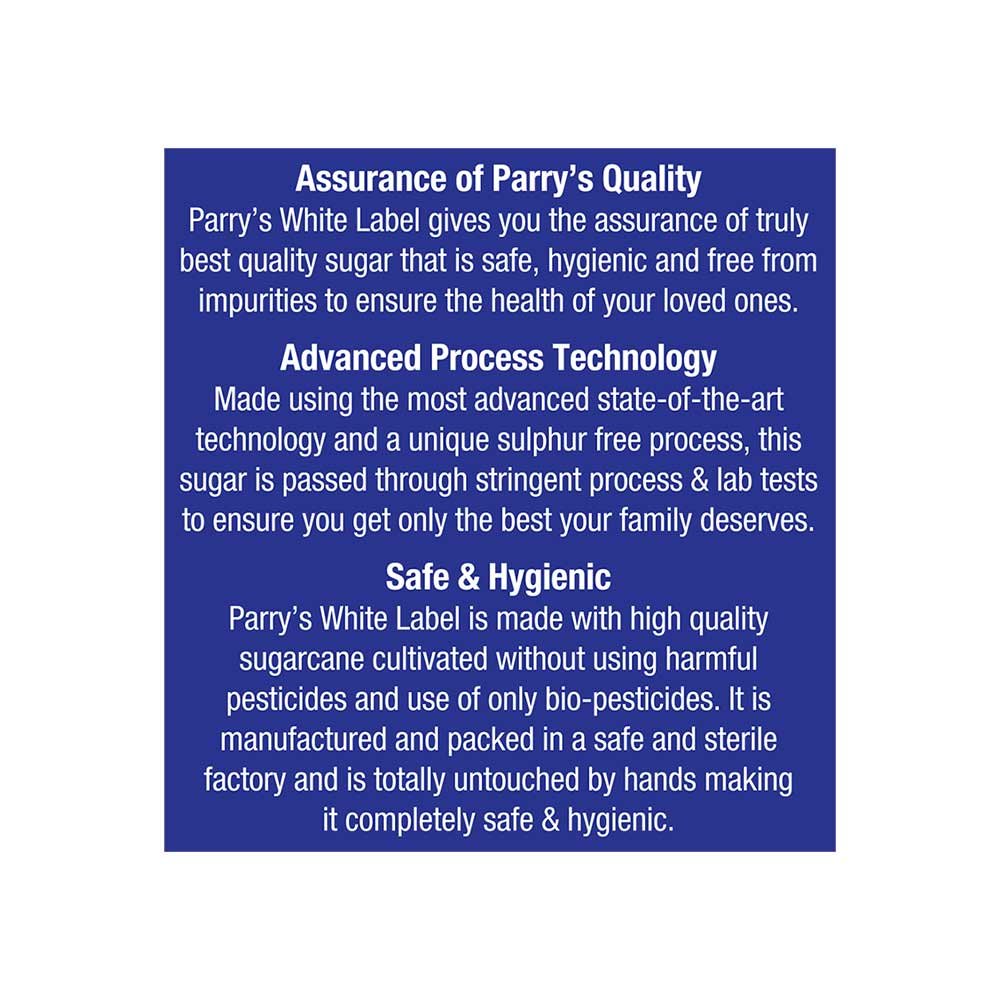 Assurance of Parry’s Quality
Parry’s White Label gives you the assurance of truly
best quality sugar that is safe, hygienic and free from
impurities to ensure the health of your loved ones.
Advanced Process Technology
Made using the most advanced state-of-the-art
technology and a unique sulphur free process, this
sugar is passed through stringent process & lab tests
to ensure you get only the best your family deserves.
Safe & Hygienic
Parry’s White Label is made with high quality
sugarcane cultivated without using harmful
pesticides and use of only bio-pesticides. It is
manufactured and packed in a safe and sterile
factory and is totally untouched by hands making
it completely safe & hygienic.